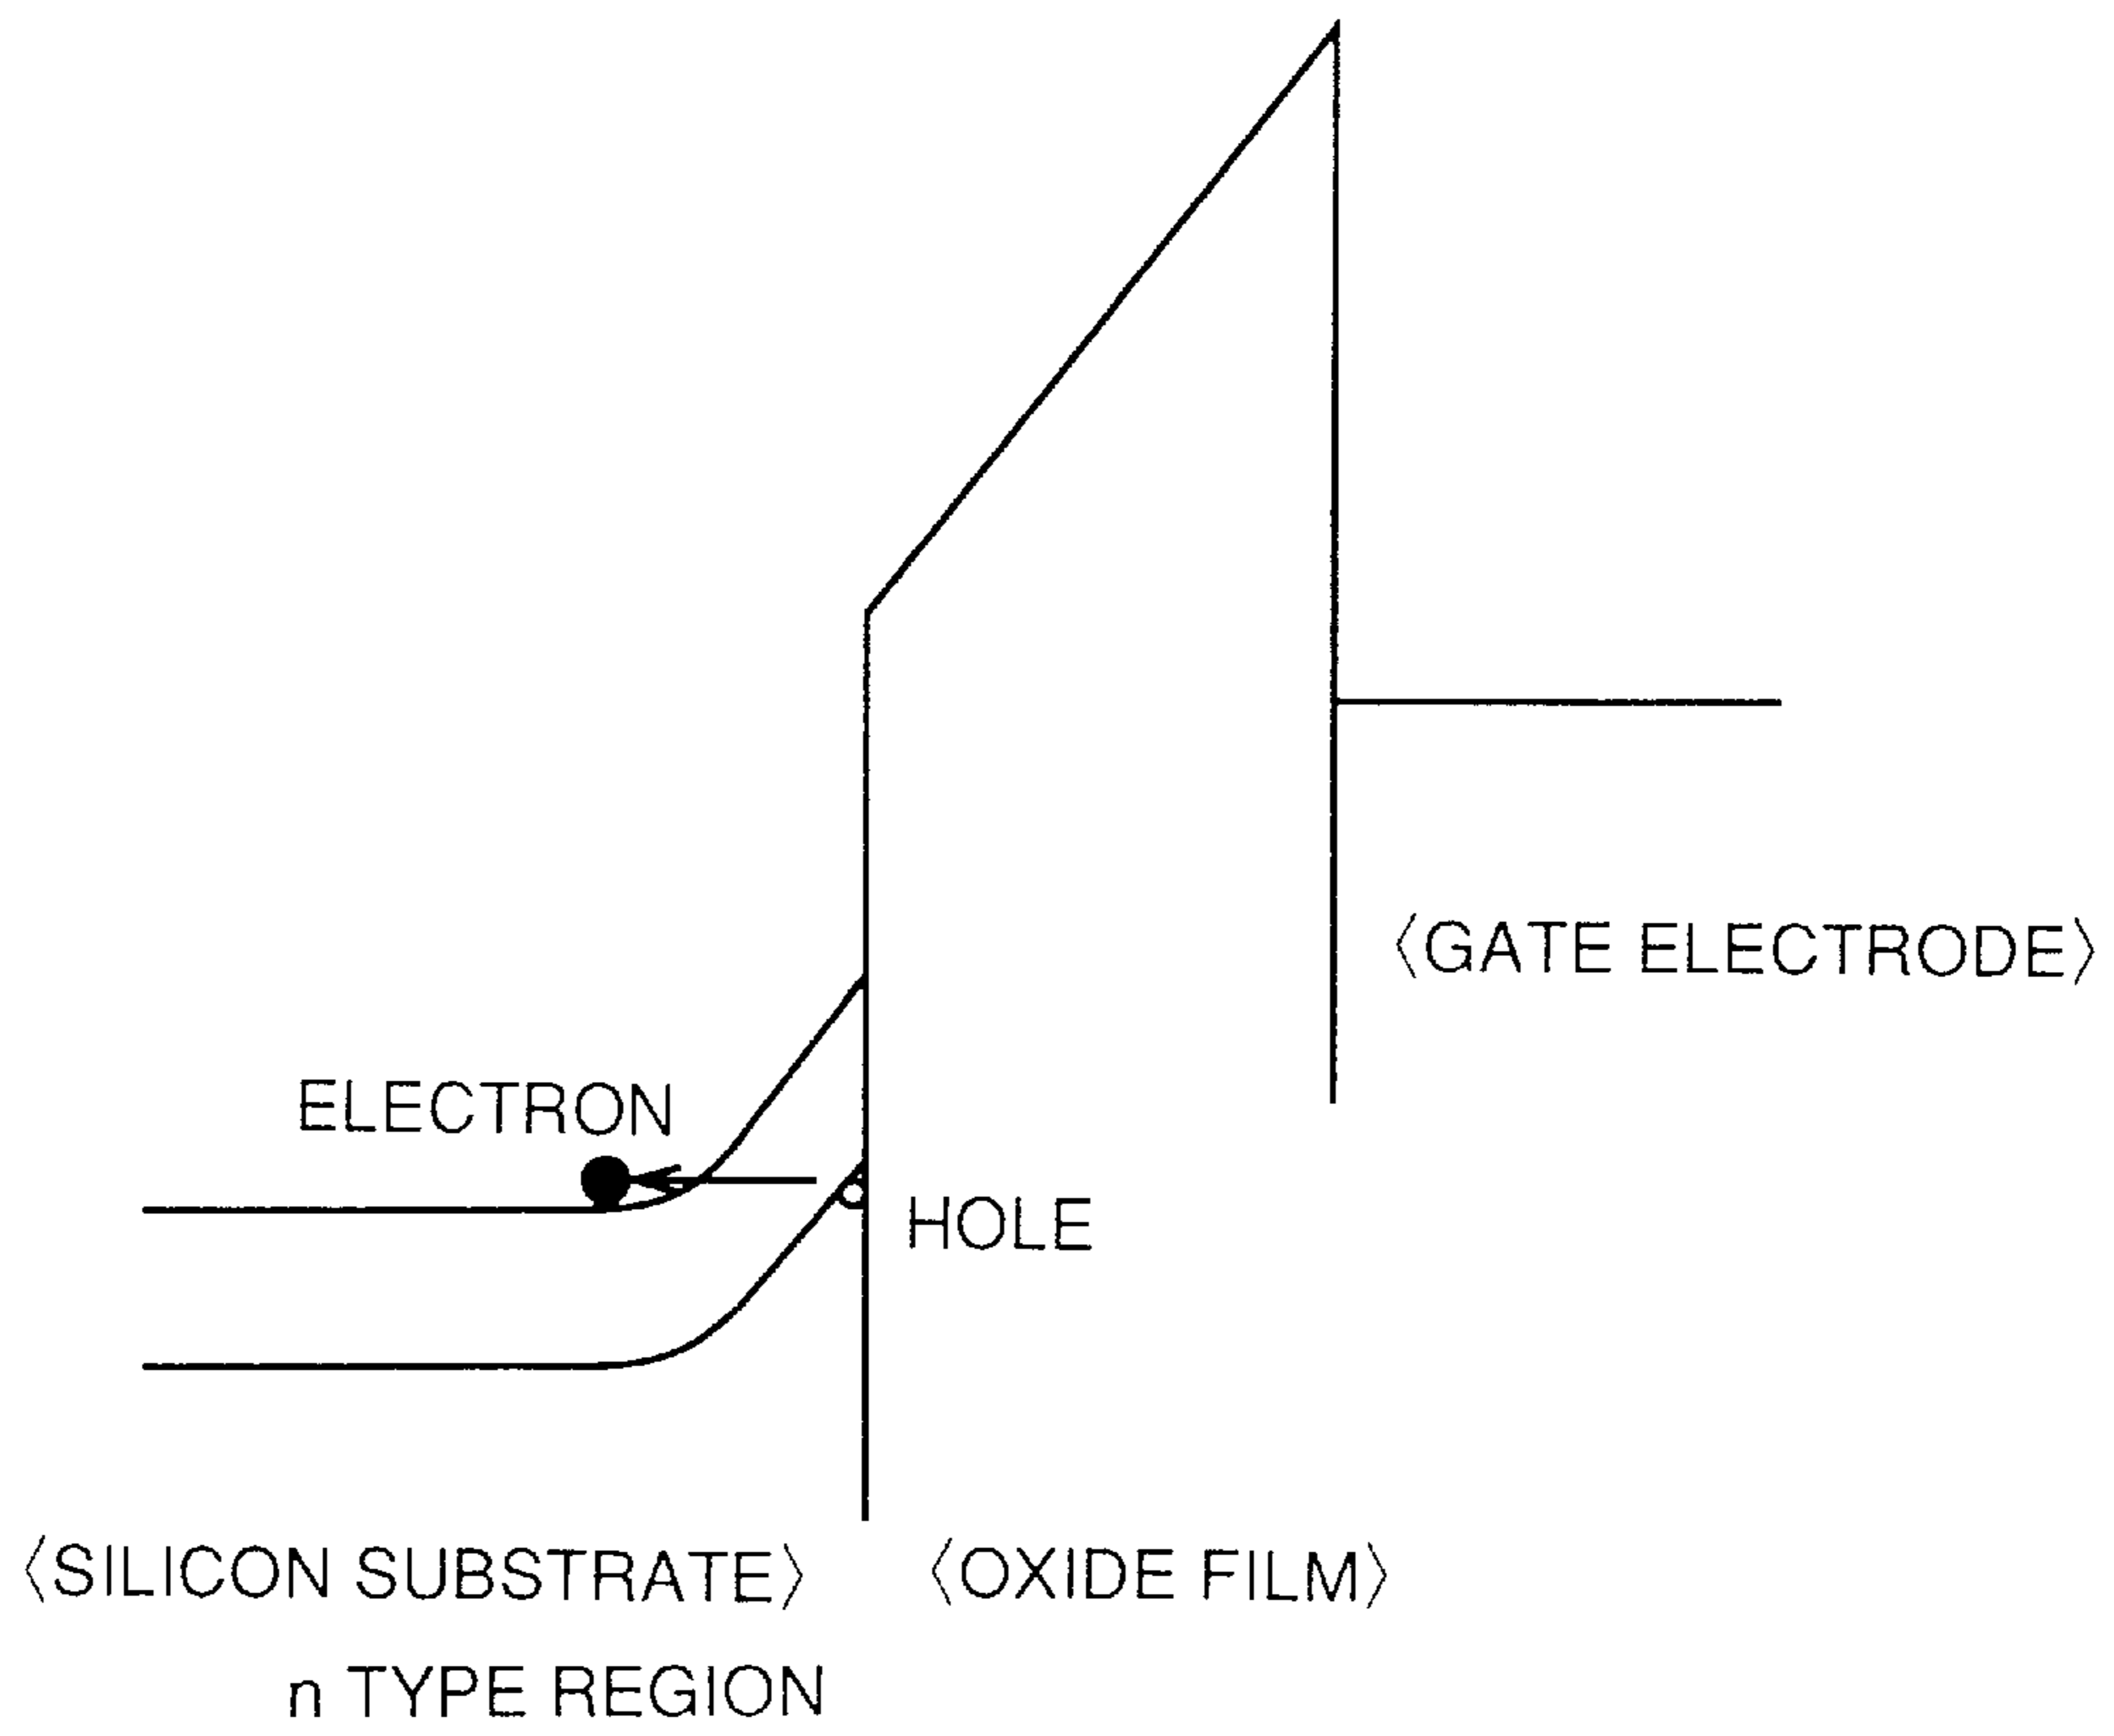 〈GATE ELECTRODE〉
ELECTRON
HOLE
〈SILICON SUBSTRATE〉 〈OXIDE FILM〉
n TYPE REGION